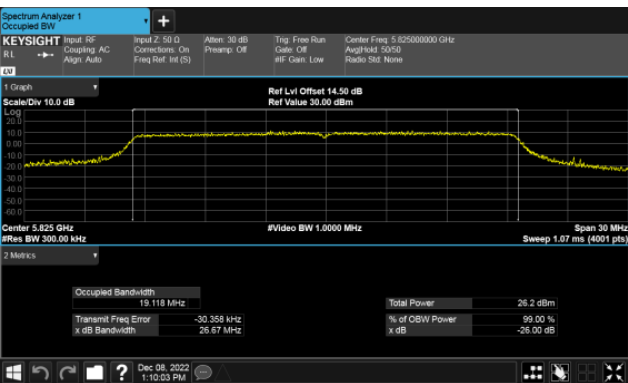 Spectrum Analyzer 1
Occupied BW
+
KEYSIGHT Input: RF Input Z: 50 Ω Atten: 30 dB Trig: Free Run Center Freq: 5.825000000 GHz
RL Coupling: AC Corrections: On Preamp: Off Gate: Off Avg|Hold: 50/50
Align: Auto Freq Ref: Int (S) #IF Gain: Low Radio Std: None
LXI
1 Graph
Ref Lvl Offset 14.50 dB
Scale/Div 10.0 dB Ref Value 30.00 dBm
Log
20.0
10.0
0.00
-10.0
-20.0
-30.0
-40.0
-50.0
-60.0
Center 5.825 GHz #Video BW 1.0000 MHz Span 30 MHz
#Res BW 300.00 kHz Sweep 1.07 ms (4001 pts)
2 Metrics
Occupied Bandwidth
19.118 MHz Total Power 26.2 dBm
Transmit Freq Error -30.358 kHz % of OBW Power 99.00 %
x dB Bandwidth 26.67 MHz x dB -26.00 dB
? Dec 08, 2022
1:10:03 PM